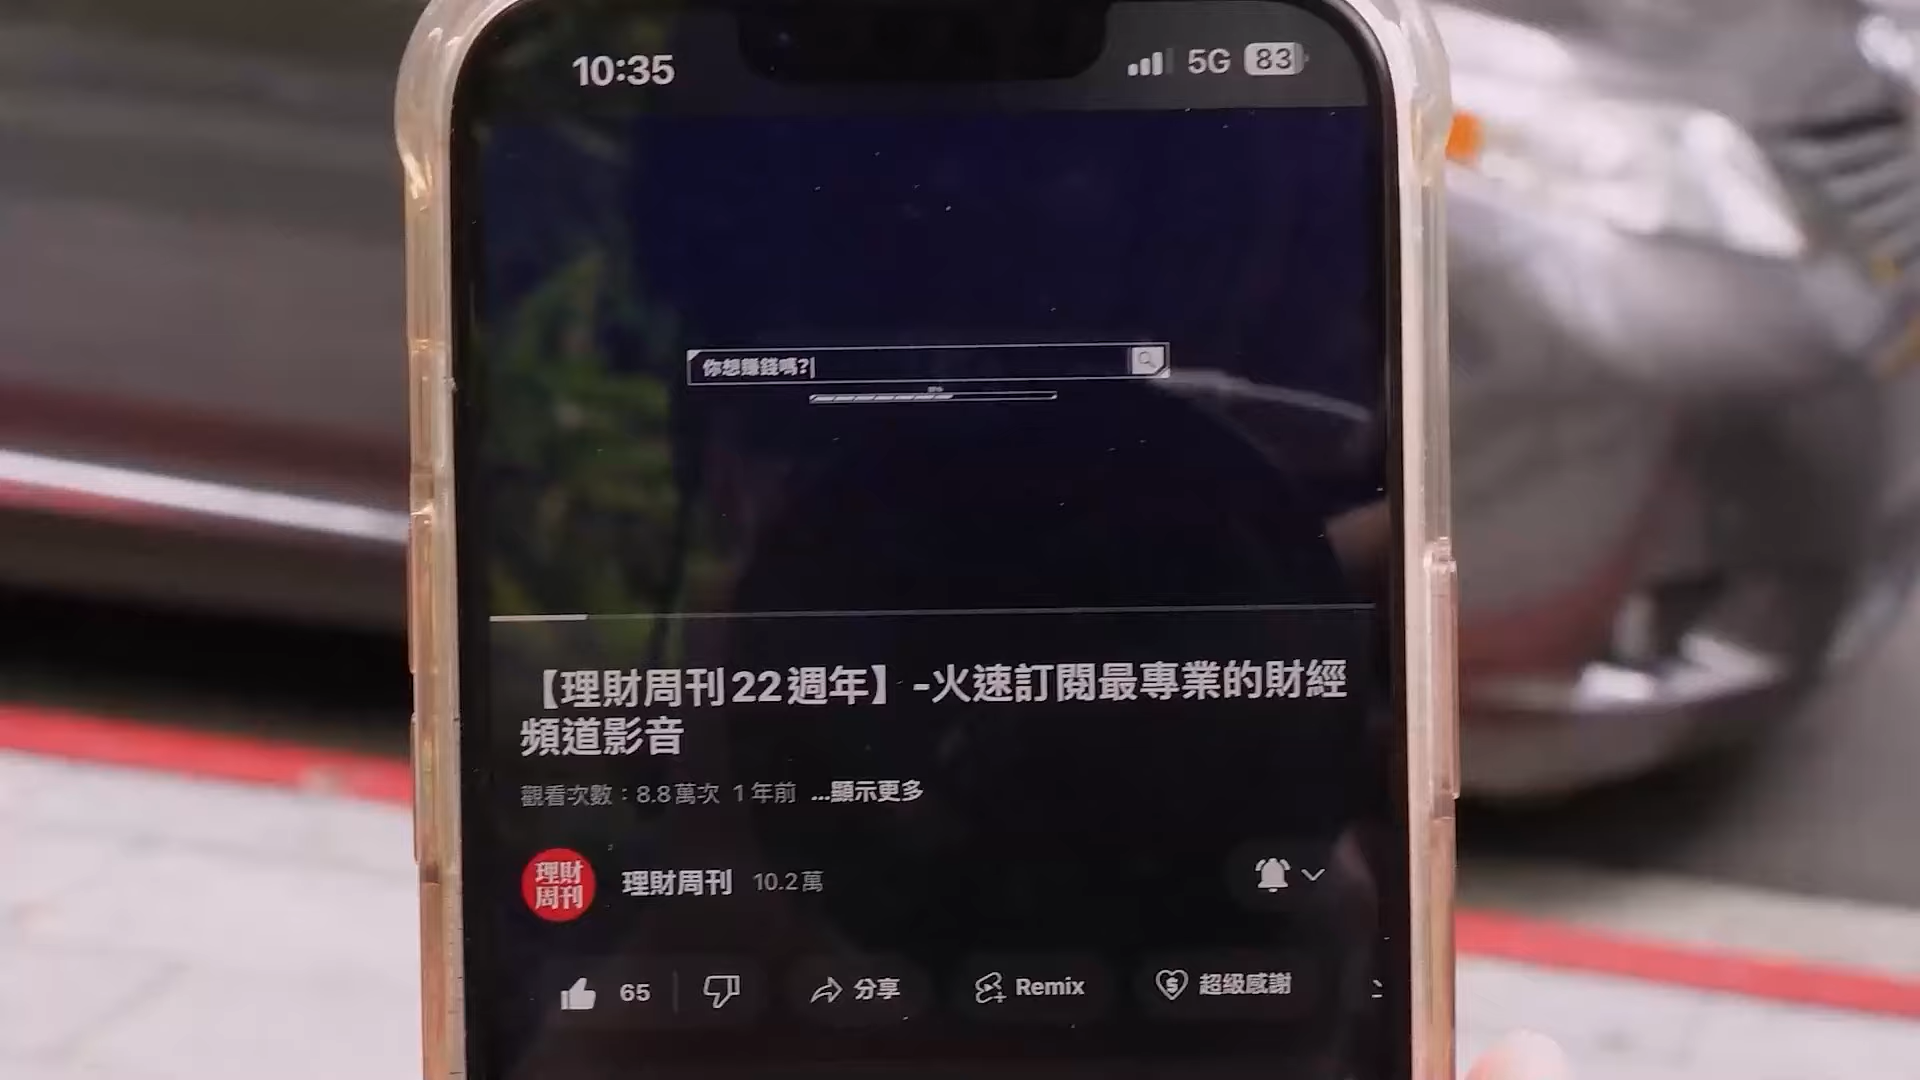 10:35
5G 83
你想賺錢嗎?
【理財周刊22週年】-火速訂閱最專業的財經
頻道影音
觀看次數：8.8萬次 1年前 ...顯示更多
理財
周刊
理財周刊 10.2萬
65 分享 Remix 超級感謝